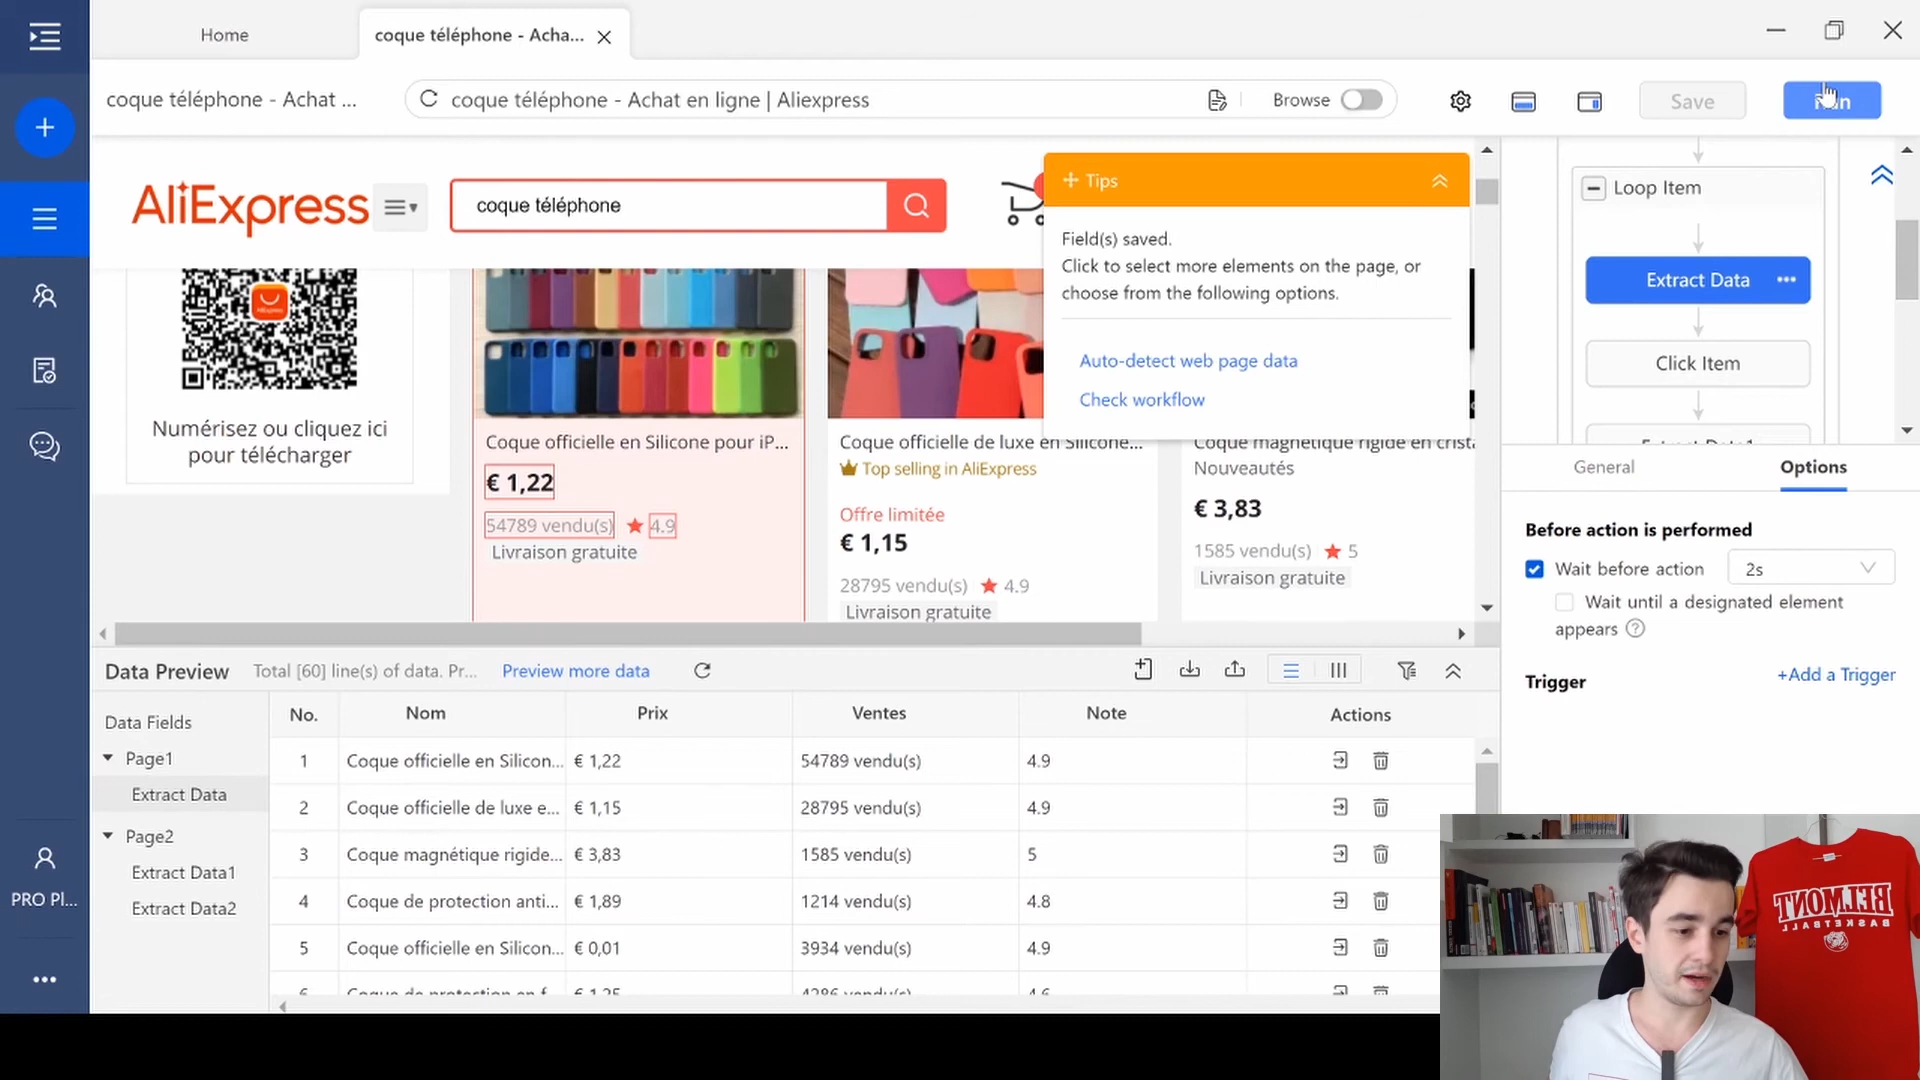 Home
coque téléphone - Acha...
coque téléphone - Achat ...
coque téléphone - Achat en ligne | Aliexpress
Browse
Save
AliExpress
coque téléphone
Numérisez ou cliquez ici
pour télécharger
Coque officielle en Silicone pour iP...
€ 1,22
54789 vendu(s) 4.9
Livraison gratuite
Coque officielle de luxe en Silicone...
Top selling in AliExpress
Offre limitée
€ 1,15
28795 vendu(s) 4.9
Livraison gratuite
Coque magnétique rigide en crista
Nouveautés
€ 3,83
1585 vendu(s) 5
Livraison gratuite
Tips
Field(s) saved.
Click to select more elements on the page, or
choose from the following options.
Auto-detect web page data
Check workflow
Loop Item
Extract Data
Click Item
General
Options
Before action is performed
Wait before action
2s
Wait until a designated element
appears
Trigger
+Add a Trigger
Data Preview
Total [60] line(s) of data. Pr...
Preview more data
Data Fields
Page1
Extract Data
Page2
Extract Data1
Extract Data2
No. Nom Prix Ventes Note Actions
1 Coque officielle en Silicon... € 1,22 54789 vendu(s) 4.9
2 Coque officielle de luxe e... € 1,15 28795 vendu(s) 4.9
3 Coque magnétique rigide... € 3,83 1585 vendu(s) 5
4 Coque de protection anti... € 1,89 1214 vendu(s) 4.8
5 Coque officielle en Silicon... € 0,01 3934 vendu(s) 4.9
PRO Pl...
BELMONT
BASKETBALL